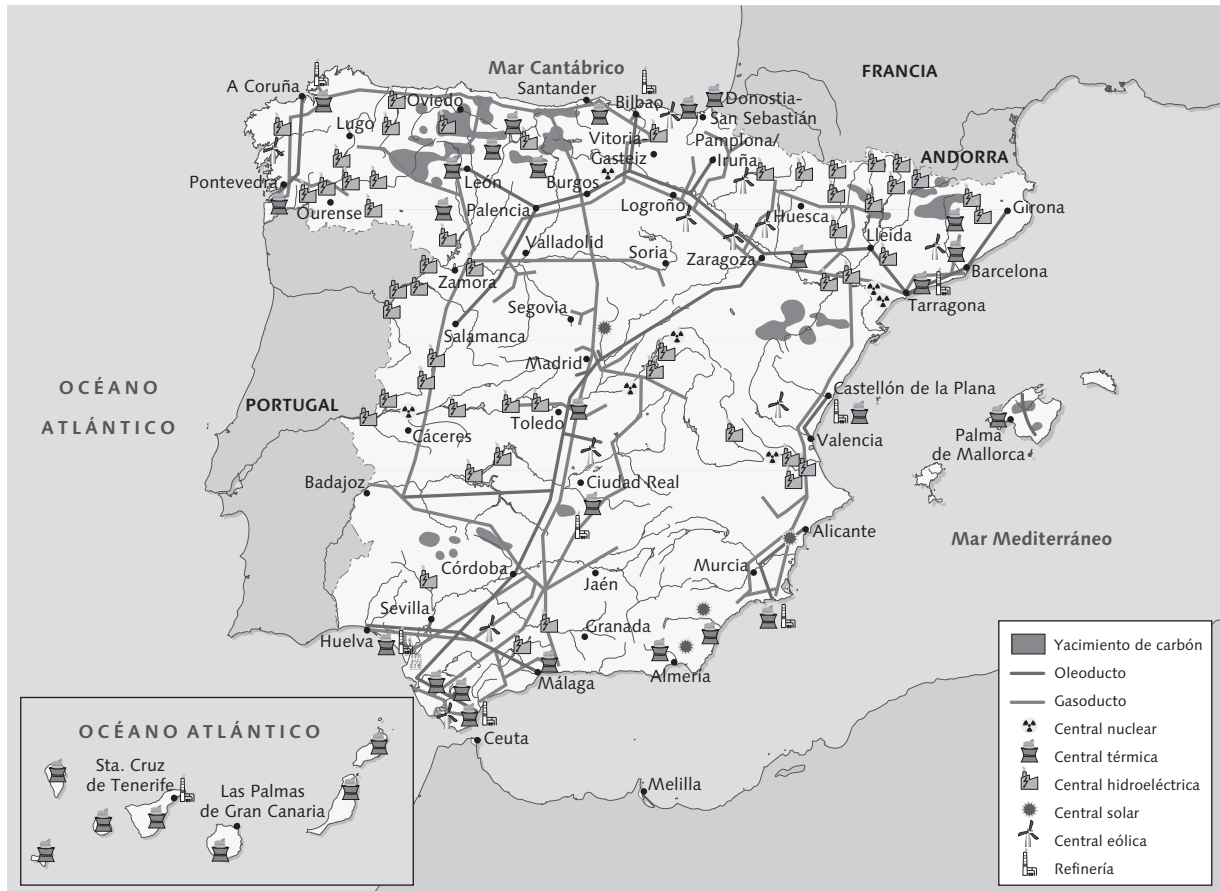 Mar Cantábrico
FRANCIA
A Coruña
Santander
Oviedo
Bilbao
Donostia-
San Sebastián
Lugo
Vitoria-
Gasteiz
Pamplona/
Iruña
ANDORRA
Pontevedra
León
Burgos
Ourense
Palencia
Logroño
Huesca
Girona
Valladolid
Soria
Zaragoza
Lleida
Zamora
Barcelona
Segovia
Tarragona
Salamanca
Madrid
OCÉANO
ATLÁNTICO
PORTUGAL
Castellón de la Plana
Toledo
Cáceres
Valencia
Palma
de Mallorca
Badajoz
Ciudad Real
Alicante
Mar Mediterráneo
Córdoba
Jaén
Murcia
Sevilla
Huelva
Granada
Málaga
Almería
Ceuta
Melilla
OCÉANO ATLÁNTICO
Sta. Cruz
de Tenerife
Las Palmas
de Gran Canaria
Yacimiento de carbón
Oleoducto
Gasoducto
Central nuclear
Central térmica
Central hidroeléctrica
Central solar
Central eólica
Refinería